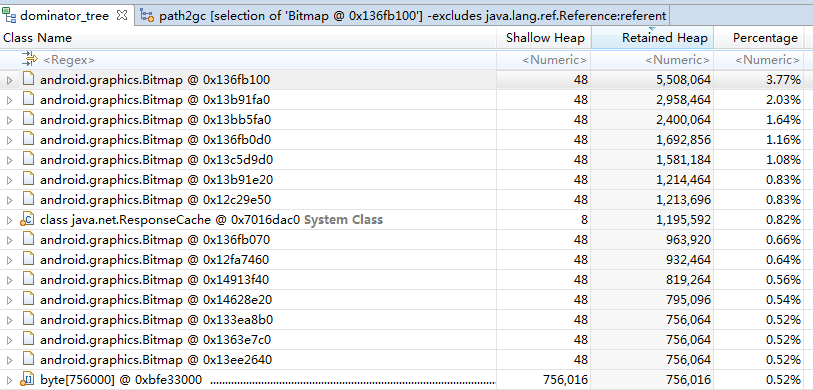 dominator_tree path2gc [selection of 'Bitmap @ 0x136fb100'] -excludes java.lang.ref.Reference:referent
Class Name Shallow Heap Retained Heap Percentage
<Regex> <Numeric> <Numeric> <Numeric>
android.graphics.Bitmap @ 0x136fb100 48 5,508,064 3.77%
android.graphics.Bitmap @ 0x13b91fa0 48 2,958,464 2.03%
android.graphics.Bitmap @ 0x13bb5fa0 48 2,400,064 1.64%
android.graphics.Bitmap @ 0x136fb0d0 48 1,692,856 1.16%
android.graphics.Bitmap @ 0x13c5d9d0 48 1,581,184 1.08%
android.graphics.Bitmap @ 0x13b91e20 48 1,214,464 0.83%
android.graphics.Bitmap @ 0x12c29e50 48 1,213,696 0.83%
class java.net.ResponseCache @ 0x7016dac0 System Class 8 1,195,592 0.82%
android.graphics.Bitmap @ 0x136fb070 48 963,920 0.66%
android.graphics.Bitmap @ 0x12fa7460 48 932,464 0.64%
android.graphics.Bitmap @ 0x14913f40 48 819,264 0.56%
android.graphics.Bitmap @ 0x14628e20 48 795,096 0.54%
android.graphics.Bitmap @ 0x133ea8b0 48 756,064 0.52%
android.graphics.Bitmap @ 0x1363e7c0 48 756,064 0.52%
android.graphics.Bitmap @ 0x13ee2640 48 756,064 0.52%
byte[756000] @ 0xbfe33000 ................................................................................................ 756,016 756,016 0.52%